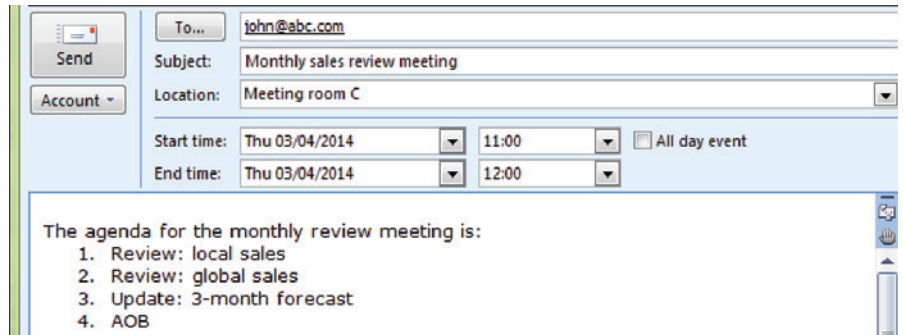 To... john@abc.com
Send
Subject: Monthly sales review meeting
Account
Location: Meeting room C
Start time: Thu 03/04/2014 11:00 All day event
End time: Thu 03/04/2014 12:00
The agenda for the monthly review meeting is:
1. Review: local sales
2. Review: global sales
3. Update: 3-month forecast
4. AOB